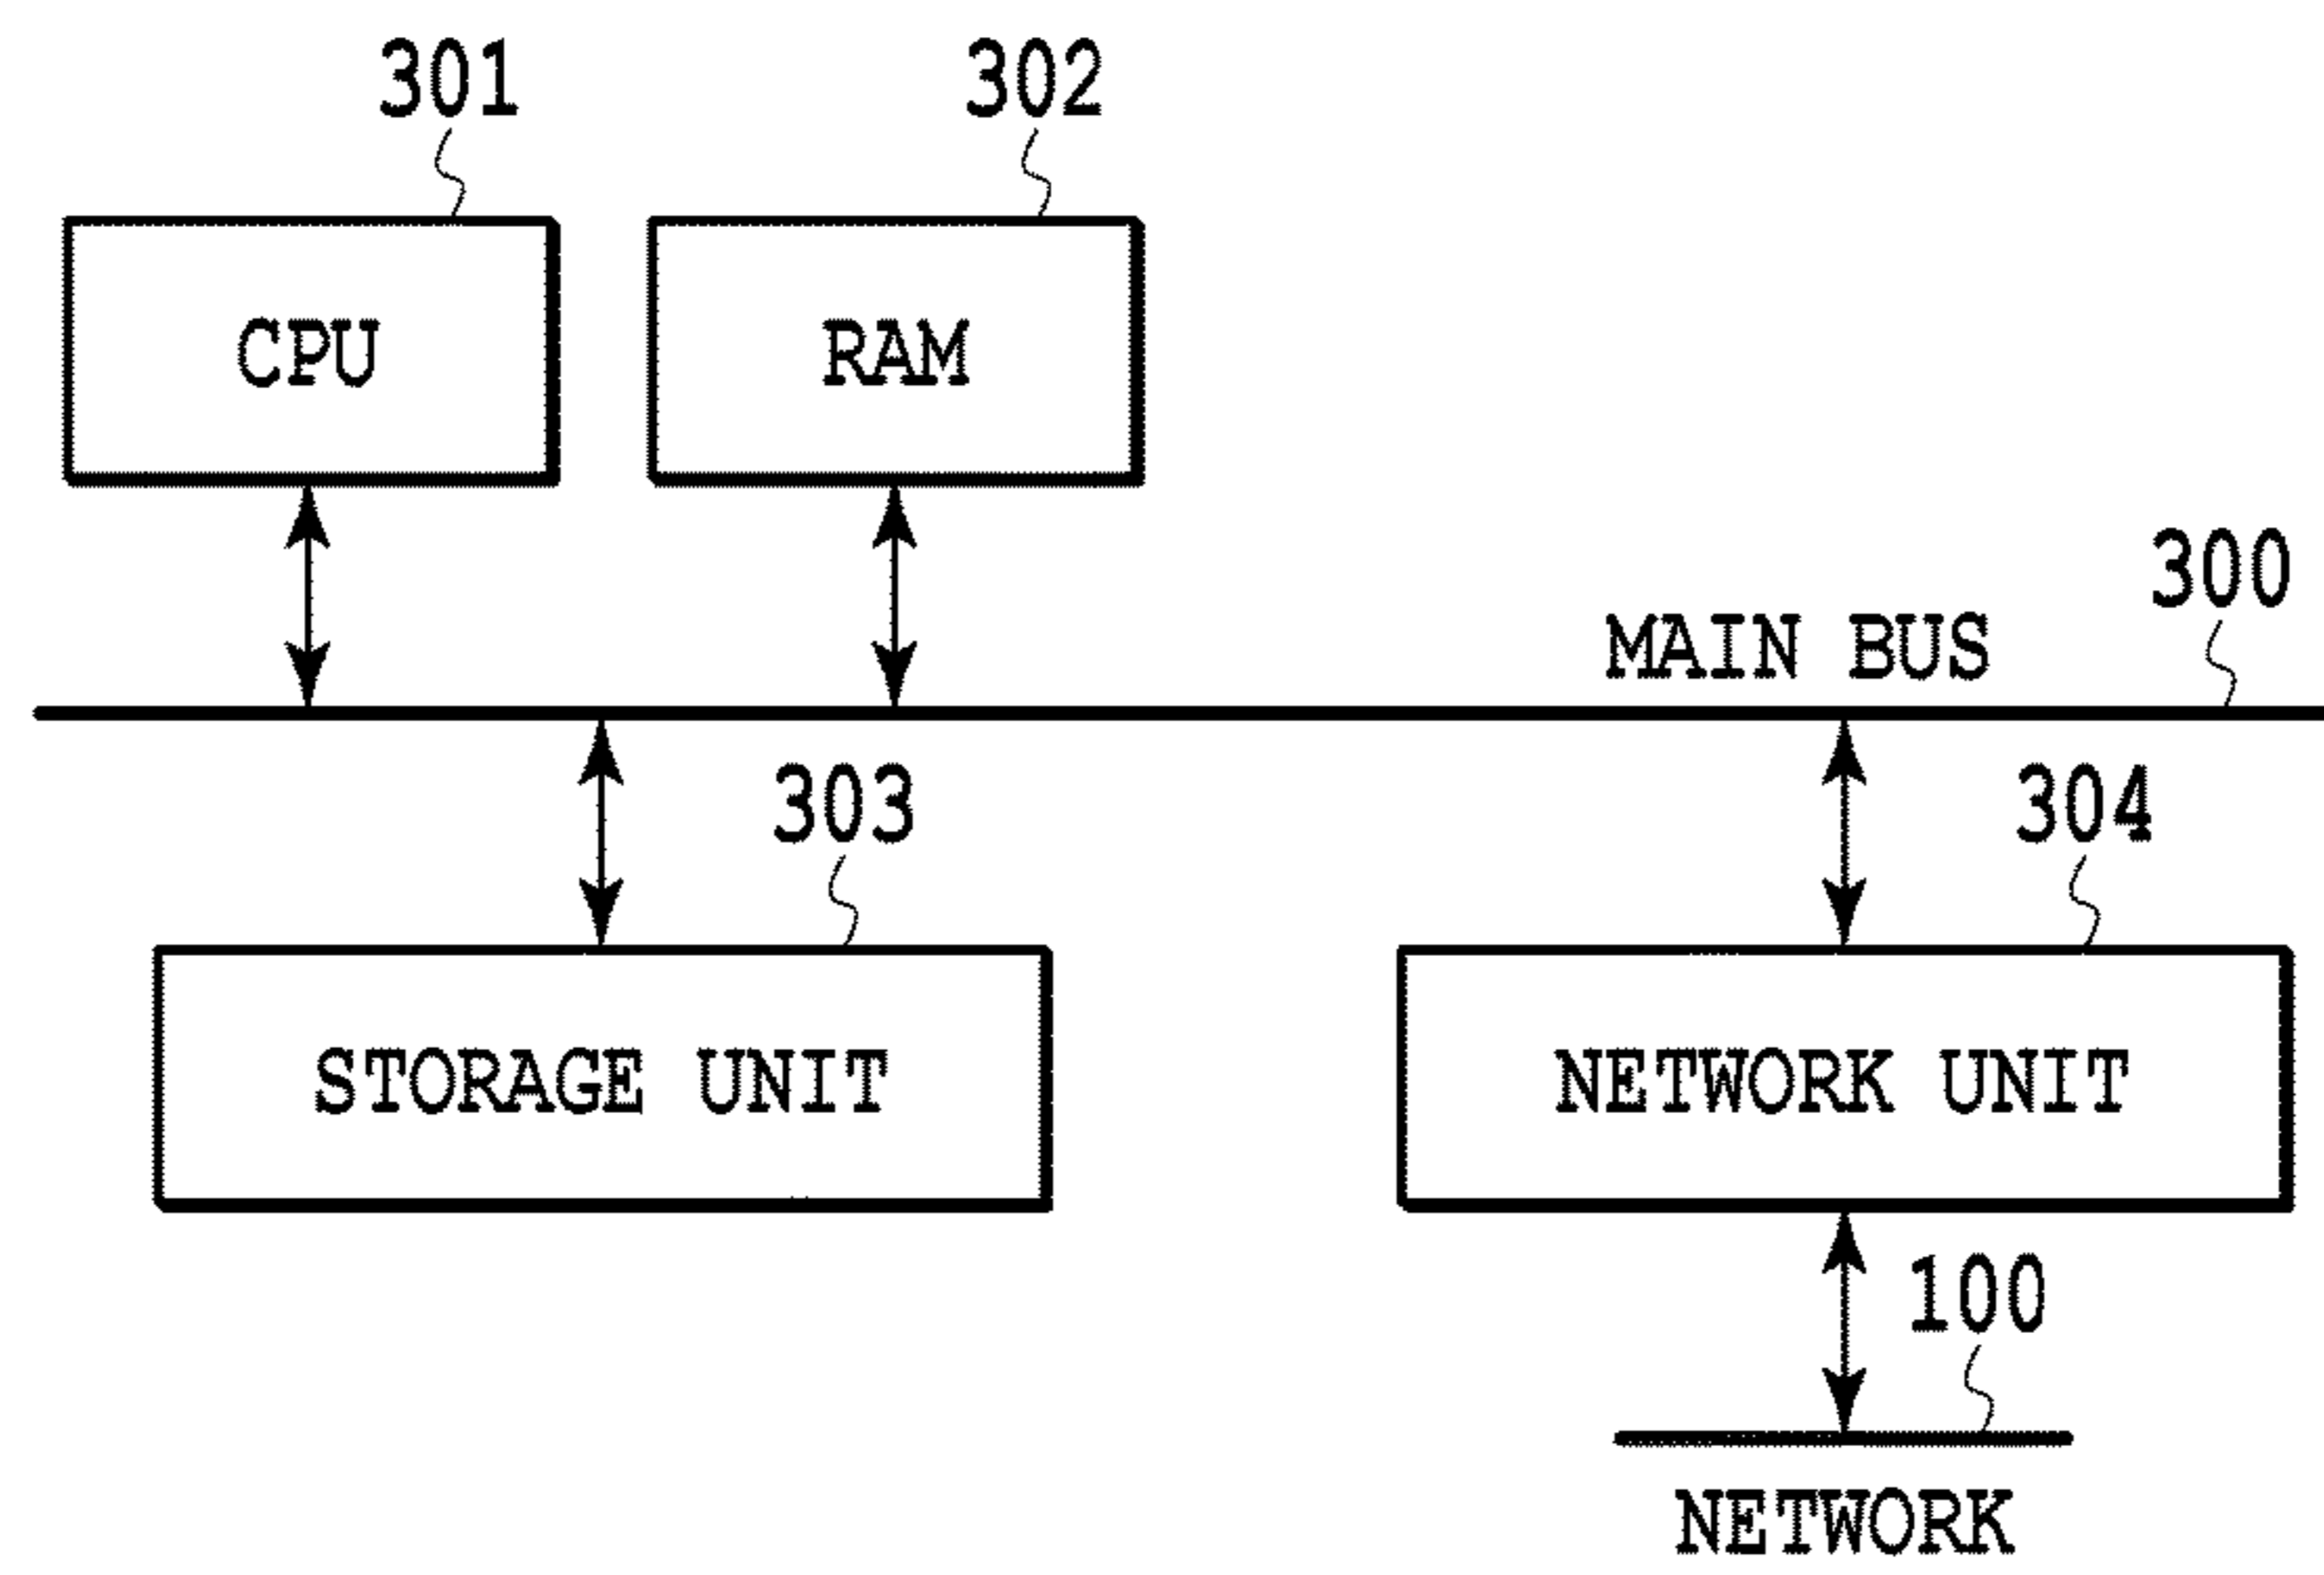 301
302
CPU
RAM
300
MAIN BUS
303
304
STORAGE UNIT
NETWORK UNIT
100
NETWORK